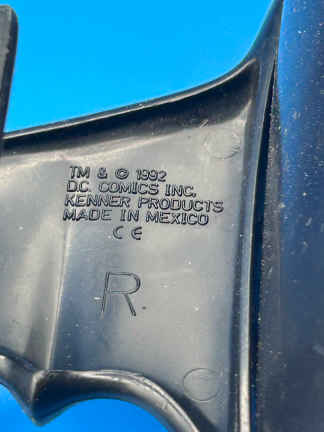 TM & © 1992
D.C. COMICS INC.
KENNER PRODUCTS
MADE IN MEXICO
CE
R